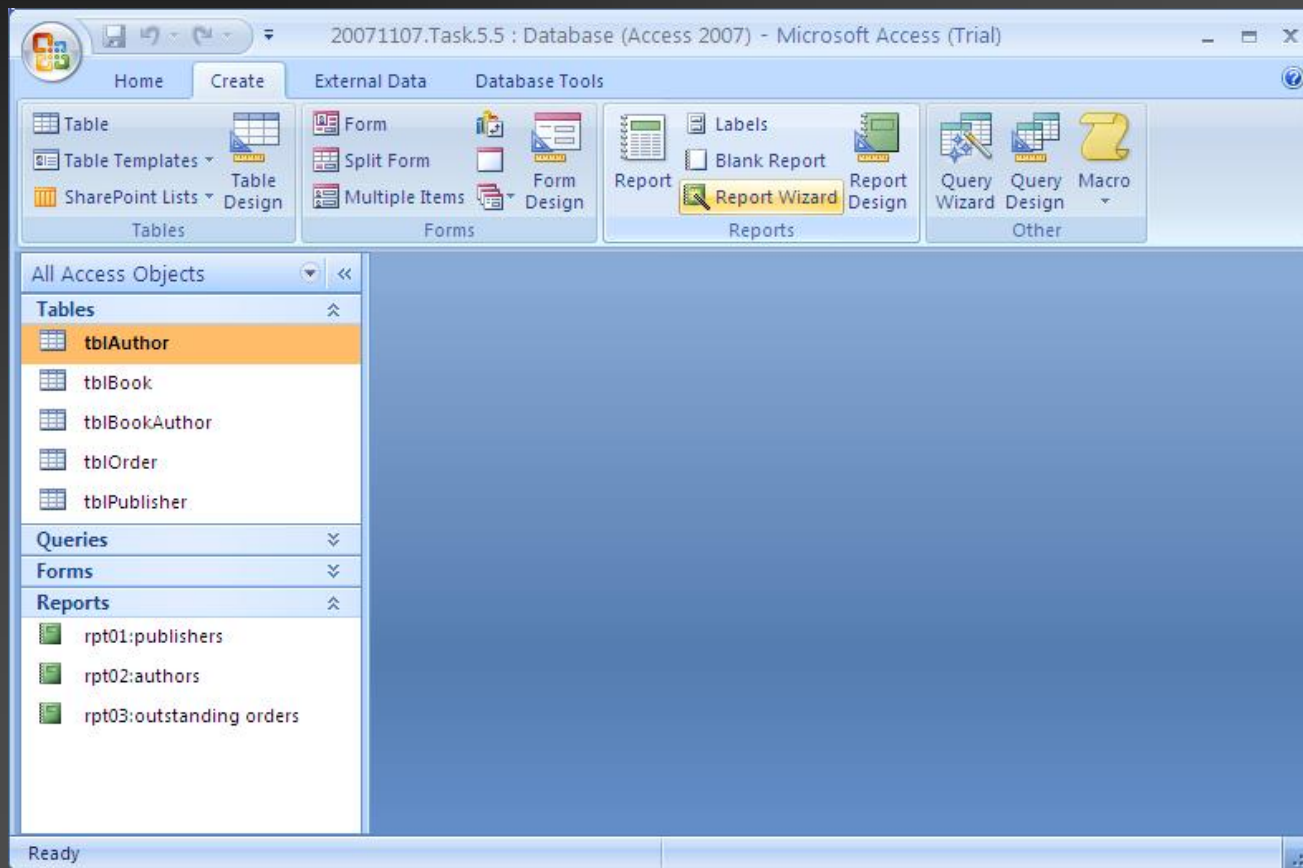 20071107.Task.5.5 : Database (Access 2007) - Microsoft Access (Trial)
Home Create External Data Database Tools
Table
Table Templates
SharePoint Lists
Table Design
Tables
Form
Split Form
Multiple Items
Form Design
Forms
Report
Labels
Blank Report
Report Wizard
Report Design
Reports
Query Wizard
Query Design
Macro
Other
All Access Objects
Tables
tblAuthor
tblBook
tblBookAuthor
tblOrder
tblPublisher
Queries
Forms
Reports
rpt01:publishers
rpt02:authors
rpt03:outstanding orders
Ready